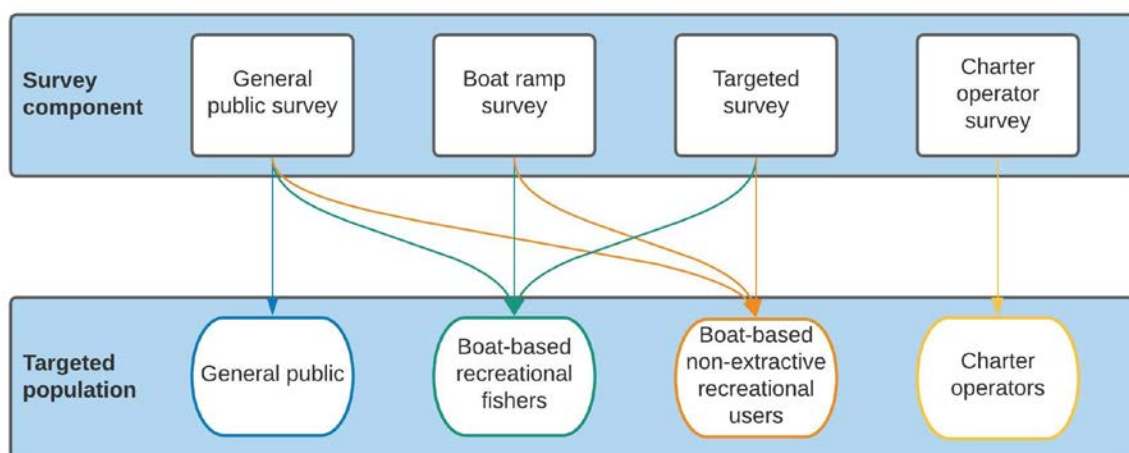 Survey
component
General
public survey
Boat ramp
survey
Targeted
survey
Charter
operator
survey
Targeted
population
General public
Boat-based
recreational
fishers
Boat-based
non-extractive
recreational
users
Charter
operators